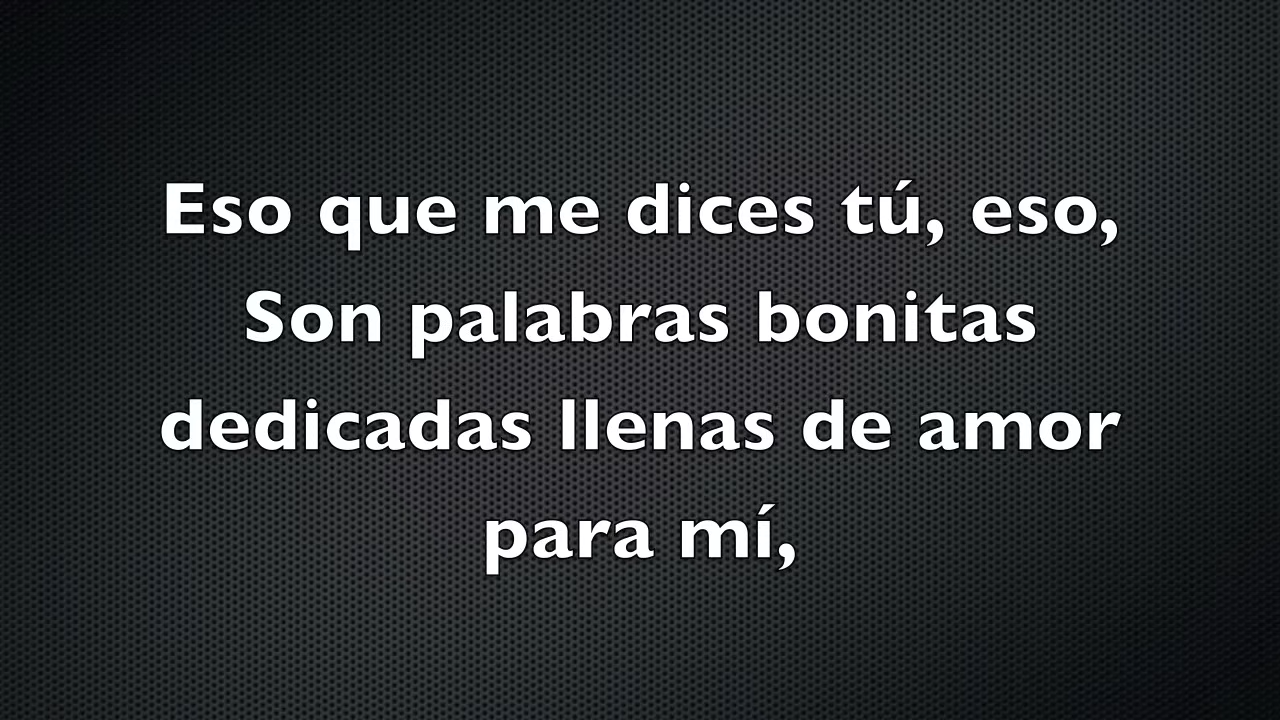 Eso que me dices tú, eso,
Son palabras bonitas
dedicadas llenas de amor
para mí,